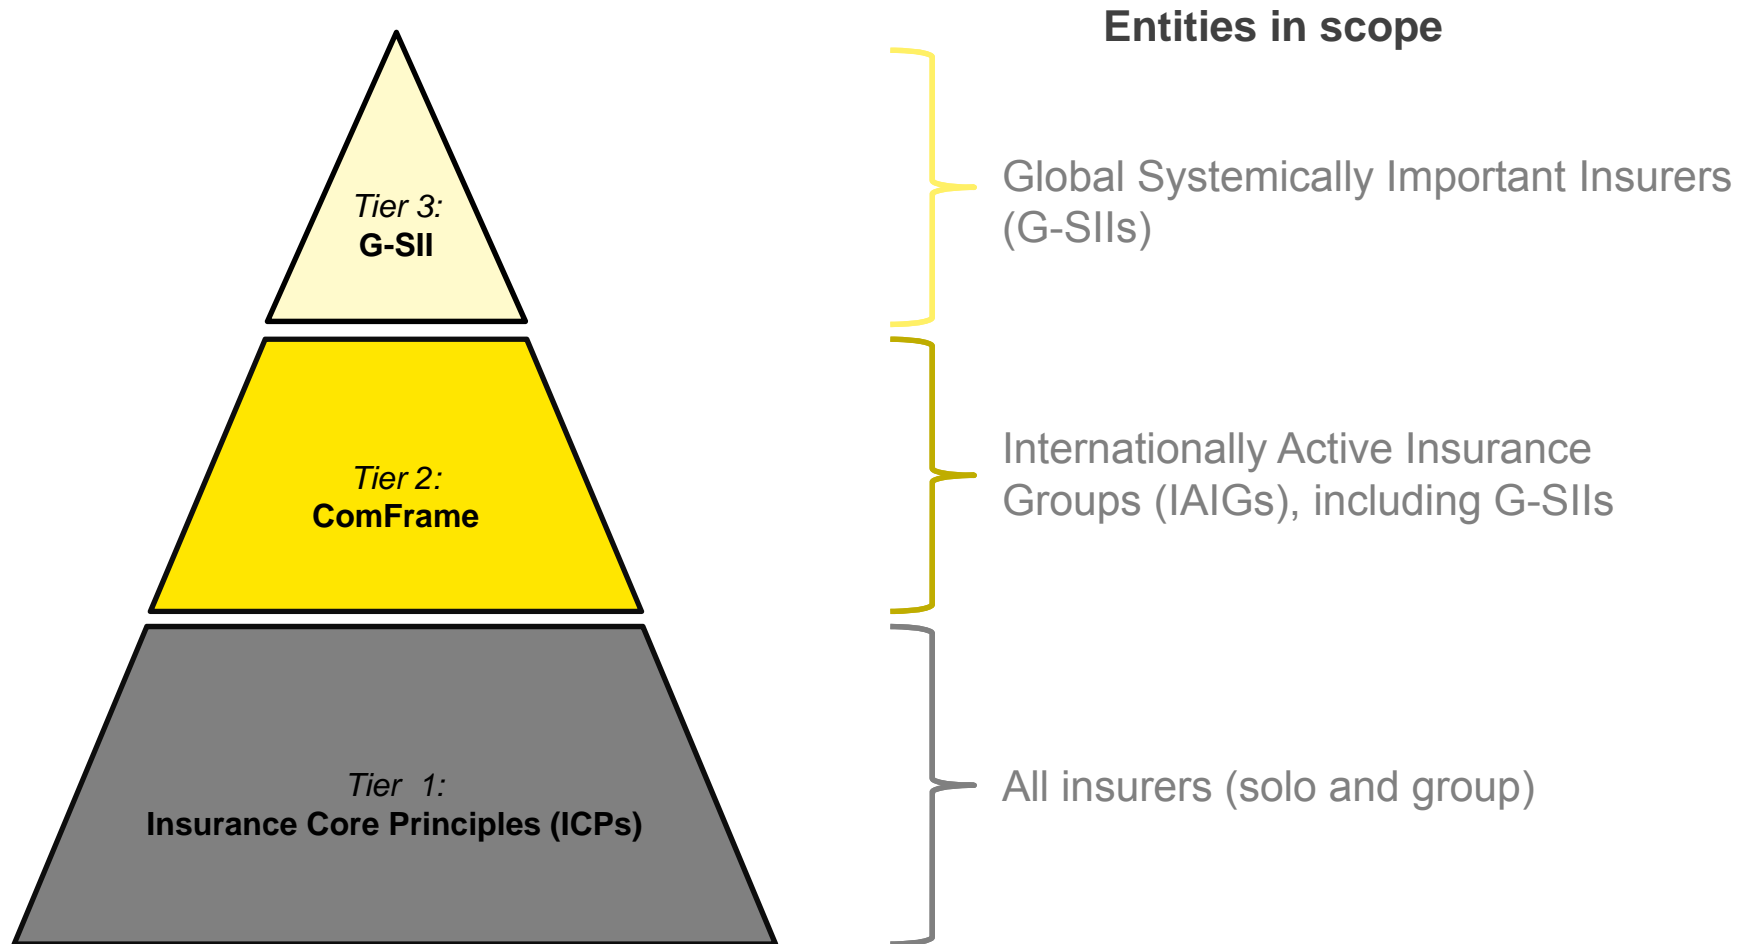 Entities in scope
Tier 3:
G-SII
Global Systemically Important Insurers
(G-SIIs)
Tier 2:
ComFrame
Internationally Active Insurance
Groups (IAIGs), including G-SIIs
Tier 1:
Insurance Core Principles (ICPs)
All insurers (solo and group)